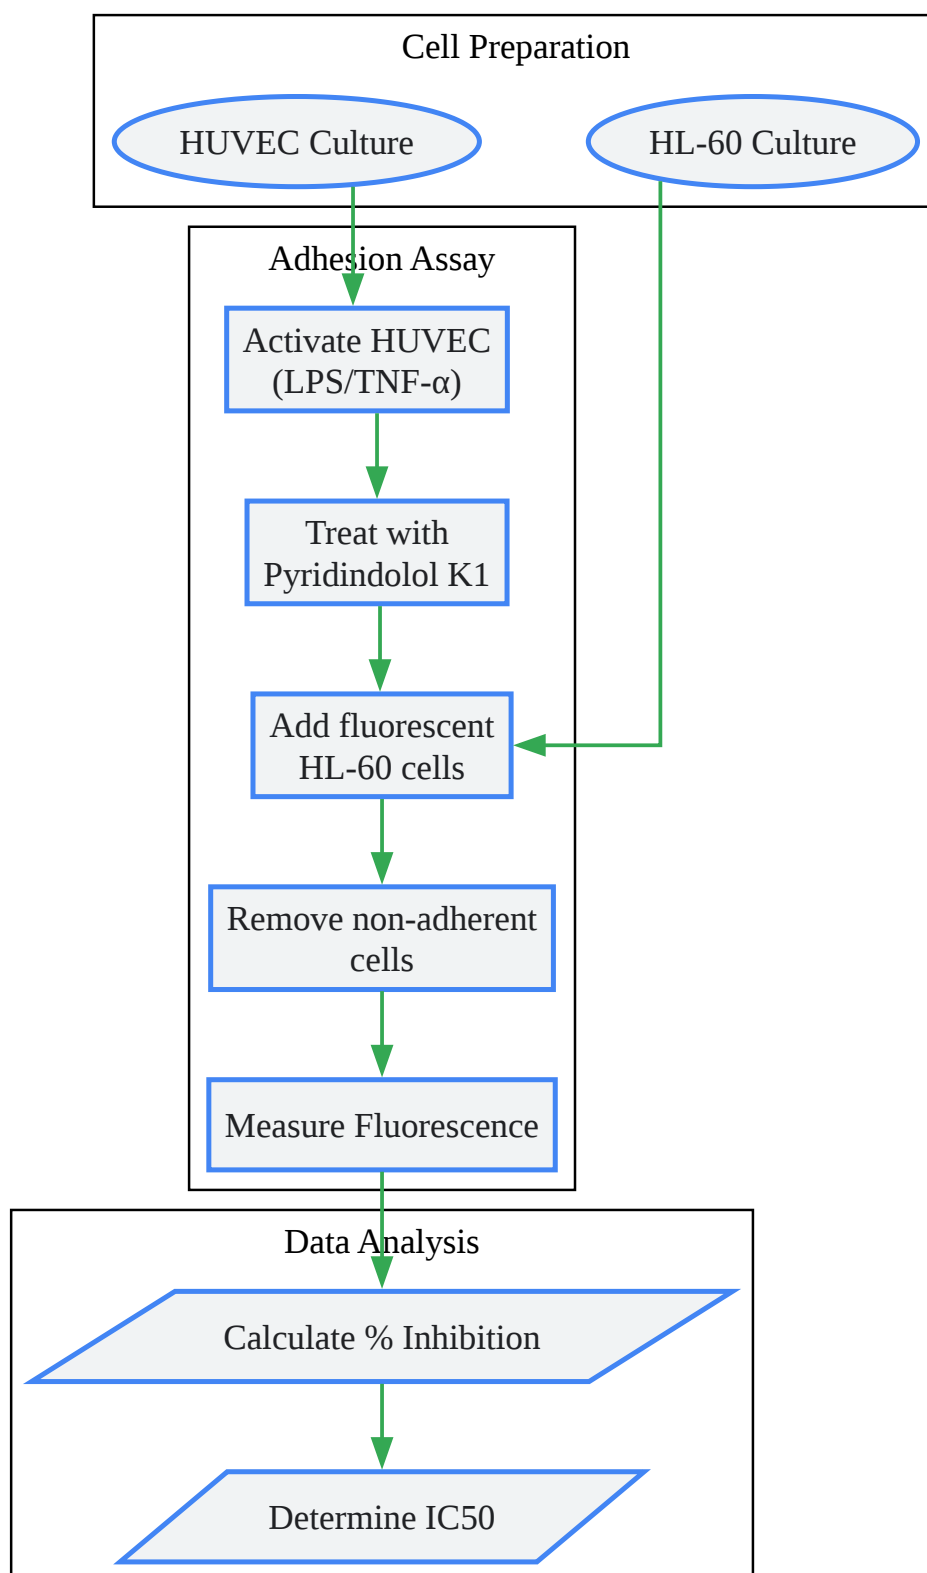 Cell Preparation
HUVEC Culture
HL-60 Culture
Adhesion Assay
Activate HUVEC
(LPS/TNF-α)
Treat with
Pyridindolol K1
Add fluorescent
HL-60 cells
Remove non-adherent
cells
Measure Fluorescence
Data Analysis
Calculate % Inhibition
Determine IC50